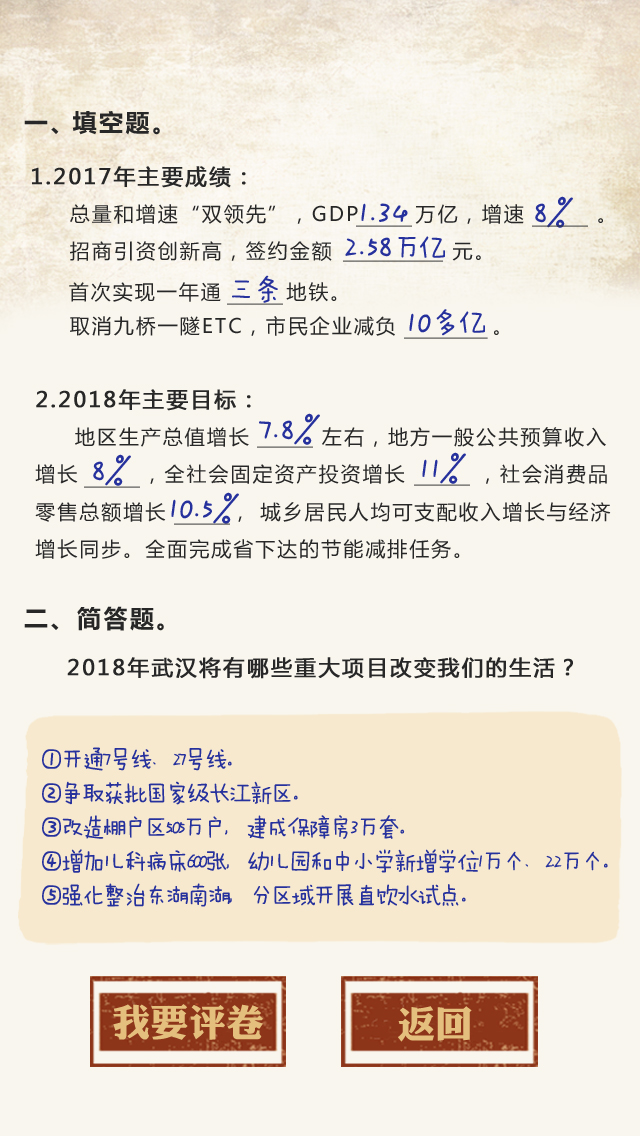 一、填空题。
1.2017年主要成绩：
总量和增速“双领先”，GDP1.34万亿，增速 8% 。
招商引资创新高，签约金额 2.58万亿 元。
首次实现一年通 三条 地铁。
取消九桥一隧ETC，市民企业减负 10多亿 。
2.2018年主要目标：
地区生产总值增长 7.8% 左右，地方一般公共预算收入
增长 8% ，全社会固定资产投资增长 11% ，社会消费品
零售总额增长10.5%， 城乡居民人均可支配收入增长与经济
增长同步。全面完成省下达的节能减排任务。
二、简答题。
2018年武汉将有哪些重大项目改变我们的生活？
①开通7号线、27号线。
②争取获批国家级长江新区。
③改造棚户区5.05万户，建成保障房3万套。
④增加儿科病床600张，幼儿园和中小学新增学位1万个、2.2万个。
⑤强化整治东湖南湖，分区域开展直饮水试点。
我要评卷 返回